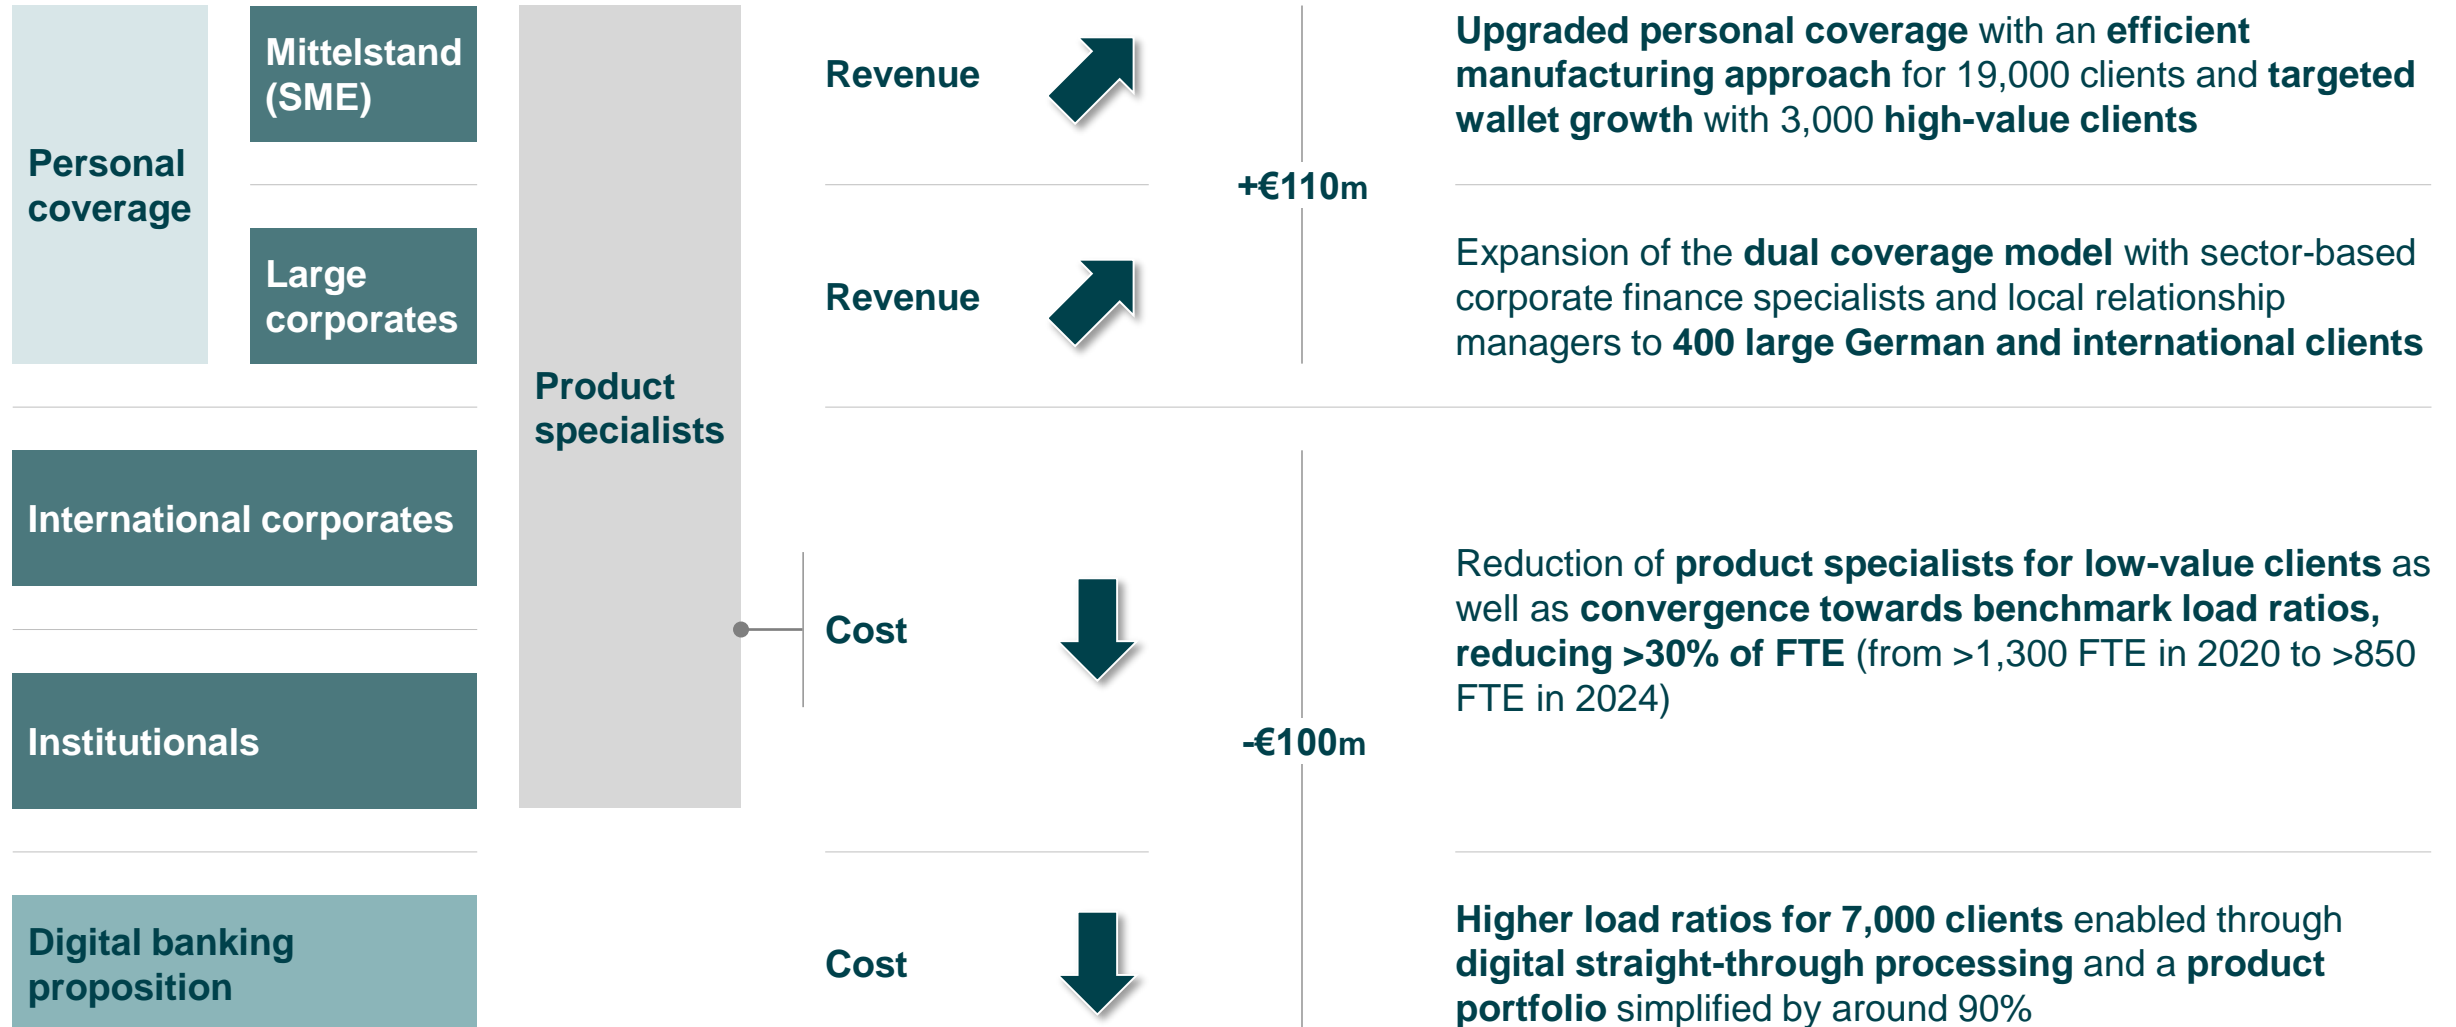 Personal
coverage
Mittelstand
(SME)
Large
corporates
International corporates
Institutionals
Digital banking
proposition
Product
specialists
Revenue
Revenue
Cost
Cost
+€110m
-€100m
Upgraded personal coverage with an efficient
manufacturing approach for 19,000 clients and targeted
wallet growth with 3,000 high-value clients
Expansion of the dual coverage model with sector-based
corporate finance specialists and local relationship
managers to 400 large German and international clients
Reduction of product specialists for low-value clients as
well as convergence towards benchmark load ratios,
reducing >30% of FTE (from >1,300 FTE in 2020 to >850
FTE in 2024)
Higher load ratios for 7,000 clients enabled through
digital straight-through processing and a product
portfolio simplified by around 90%